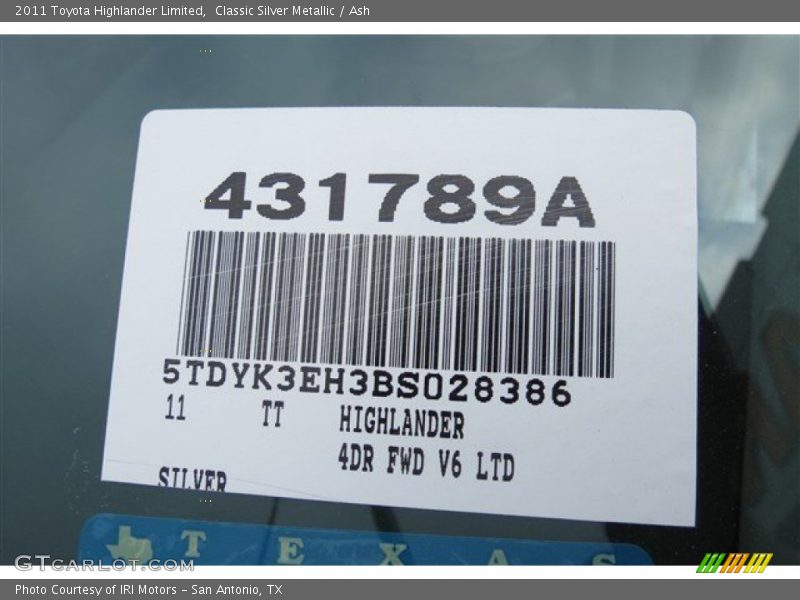 2011 Toyota Highlander Limited,  Classic Silver Metallic / Ash
431789A
5TDYK3EH3BS028386
11 TT HIGHLANDER
4DR FWD V6 LTD
SILVER
TEXAS
GTCarLot.com
Photo Courtesy of IRI Motors – San Antonio, TX